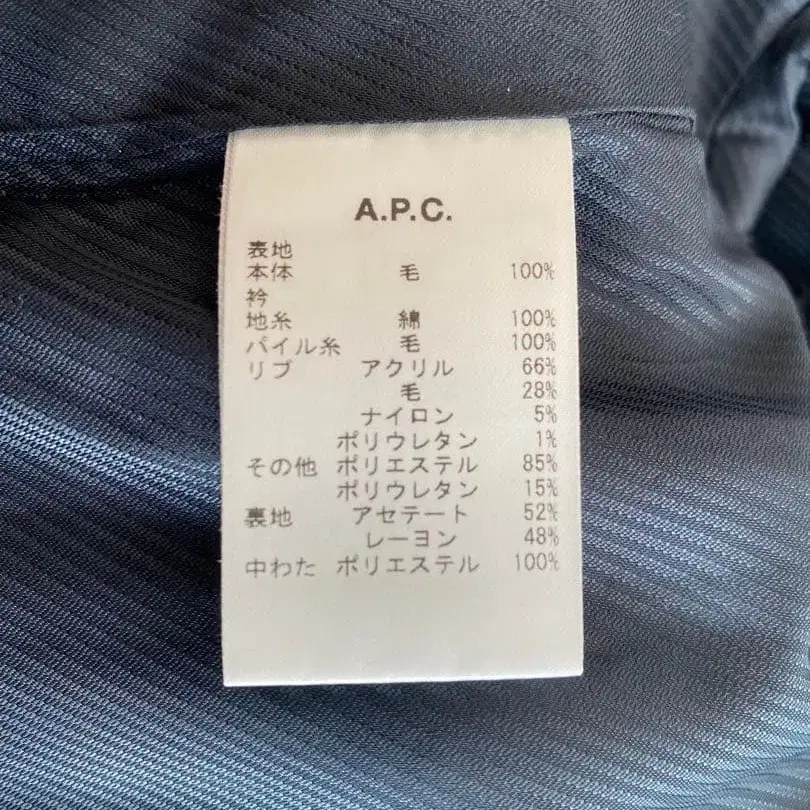 A.P.C.
表地
本体 毛 100%
衿
地糸 綿 100%
パイル糸 毛 100%
リブ アクリル 66%
毛 28%
ナイロン 5%
ポリウレタン 1%
その他 ポリエステル 85%
ポリウレタン 15%
裏地 アセテート 52%
レーヨン 48%
中わた ポリエステル 100%